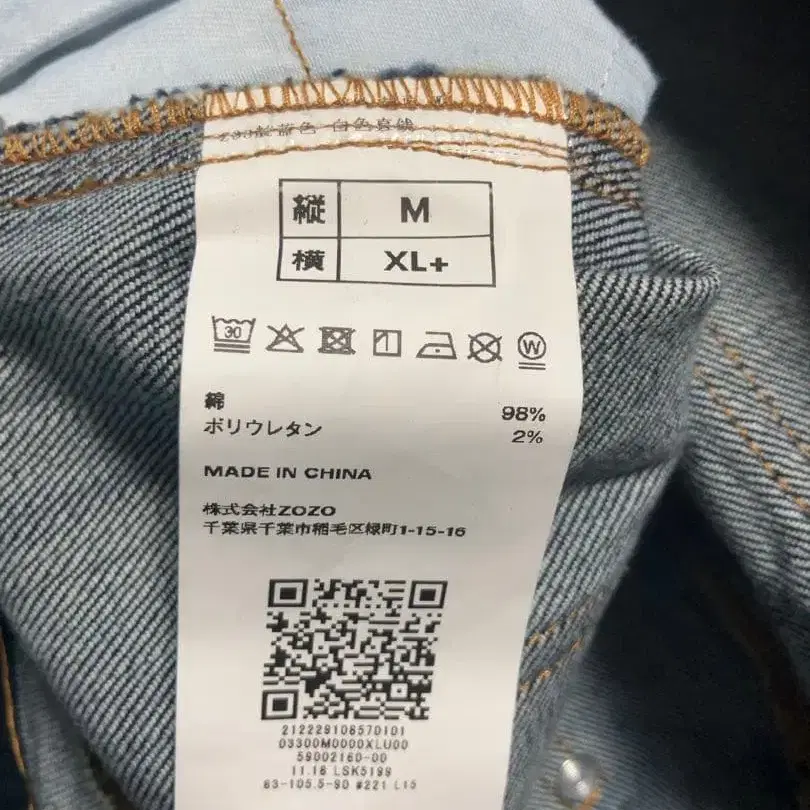 縦 M
横 XL+
30
W
綿 98%
ポリウレタン 2%
MADE IN CHINA
株式会社ZOZO
千葉県千葉市稲毛区緑町1-15-16
212229108570101
03300M0000XLU00
59002160-00
11.16 LSK5199
63-105.5-80 #221 L15